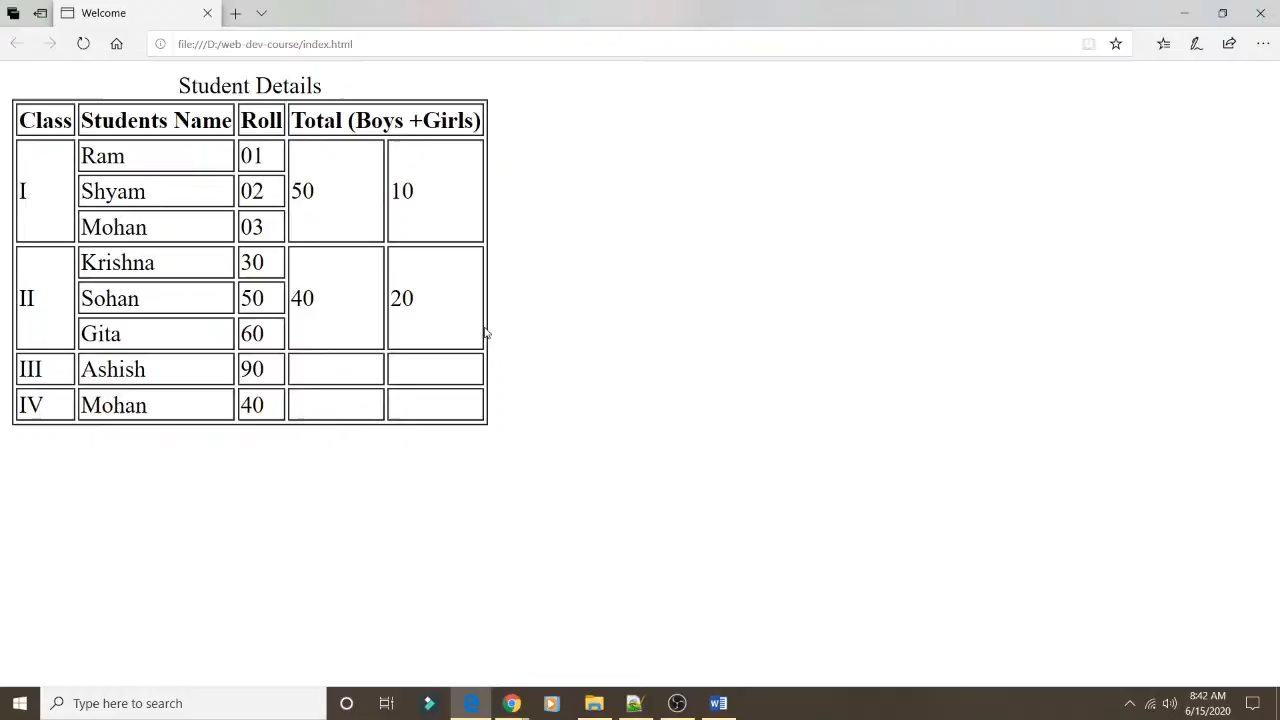 Welcome
file:///D:/web-dev-course/index.html
Student Details
Class Students Name Roll Total (Boys +Girls)
Ram 01
I Shyam 02 50 10
Mohan 03
Krishna 30
II Sohan 50 40 20
Gita 60
III Ashish 90
IV Mohan 40
Type here to search
8:42 AM
6/15/2020